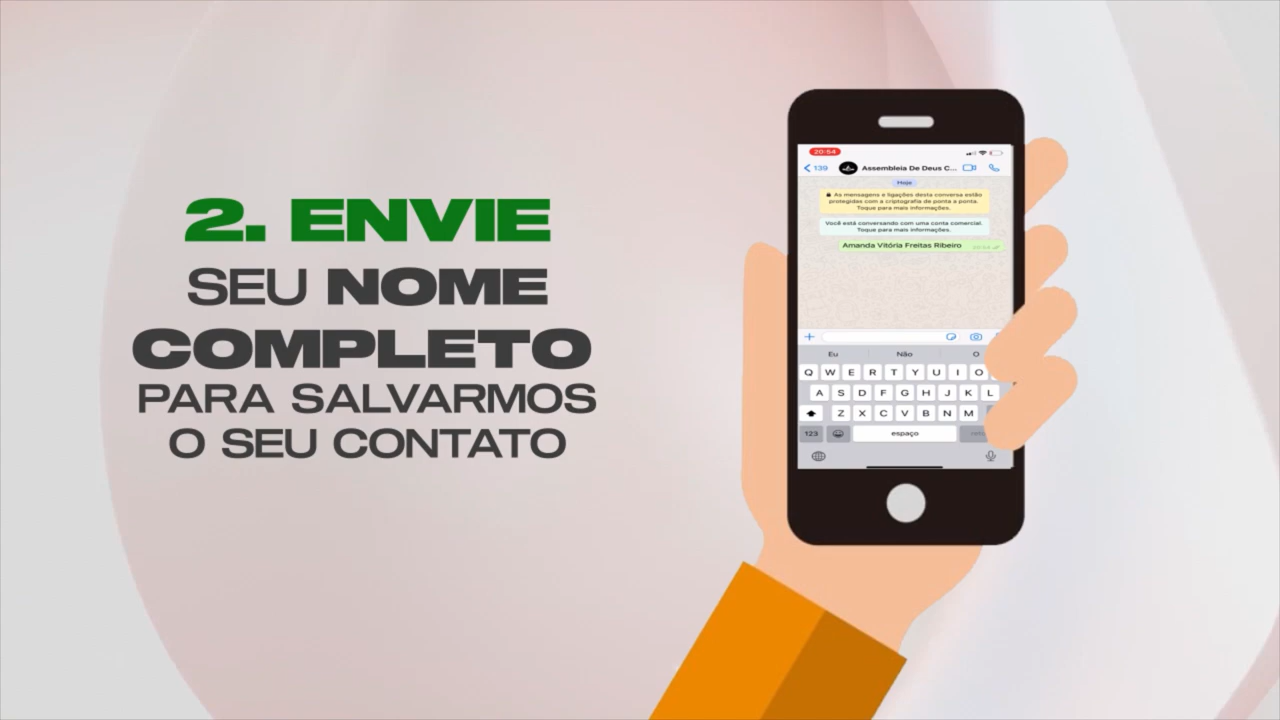 2. ENVIE
SEU NOME
COMPLETO
PARA SALVARMOS
O SEU CONTATO
20:54
139
Assembleia De Deus C...
Hoje
As mensagens e ligações desta conversa estão
protegidas com a criptografia de ponta a ponta.
Toque para mais informações.
Você está conversando com uma conta comercial.
Toque para mais informações.
Amanda Vitória Freitas Ribeiro
20:54
Eu Não O
Q W E R T Y U I O
A S D F G H J K L
Z X C V B N M
123 espaço